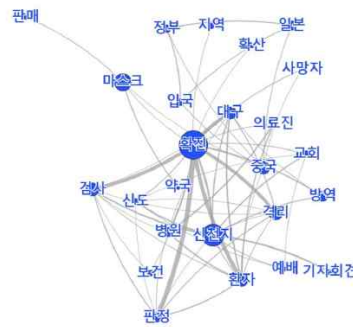 판매
정부
지역
일본
확산
사망자
마스크
입국
대구
의료진
확진
교회
중국
검사
약국
신도
방역
격리
병원
신천지
보건
환자
예배
기자회견
판정